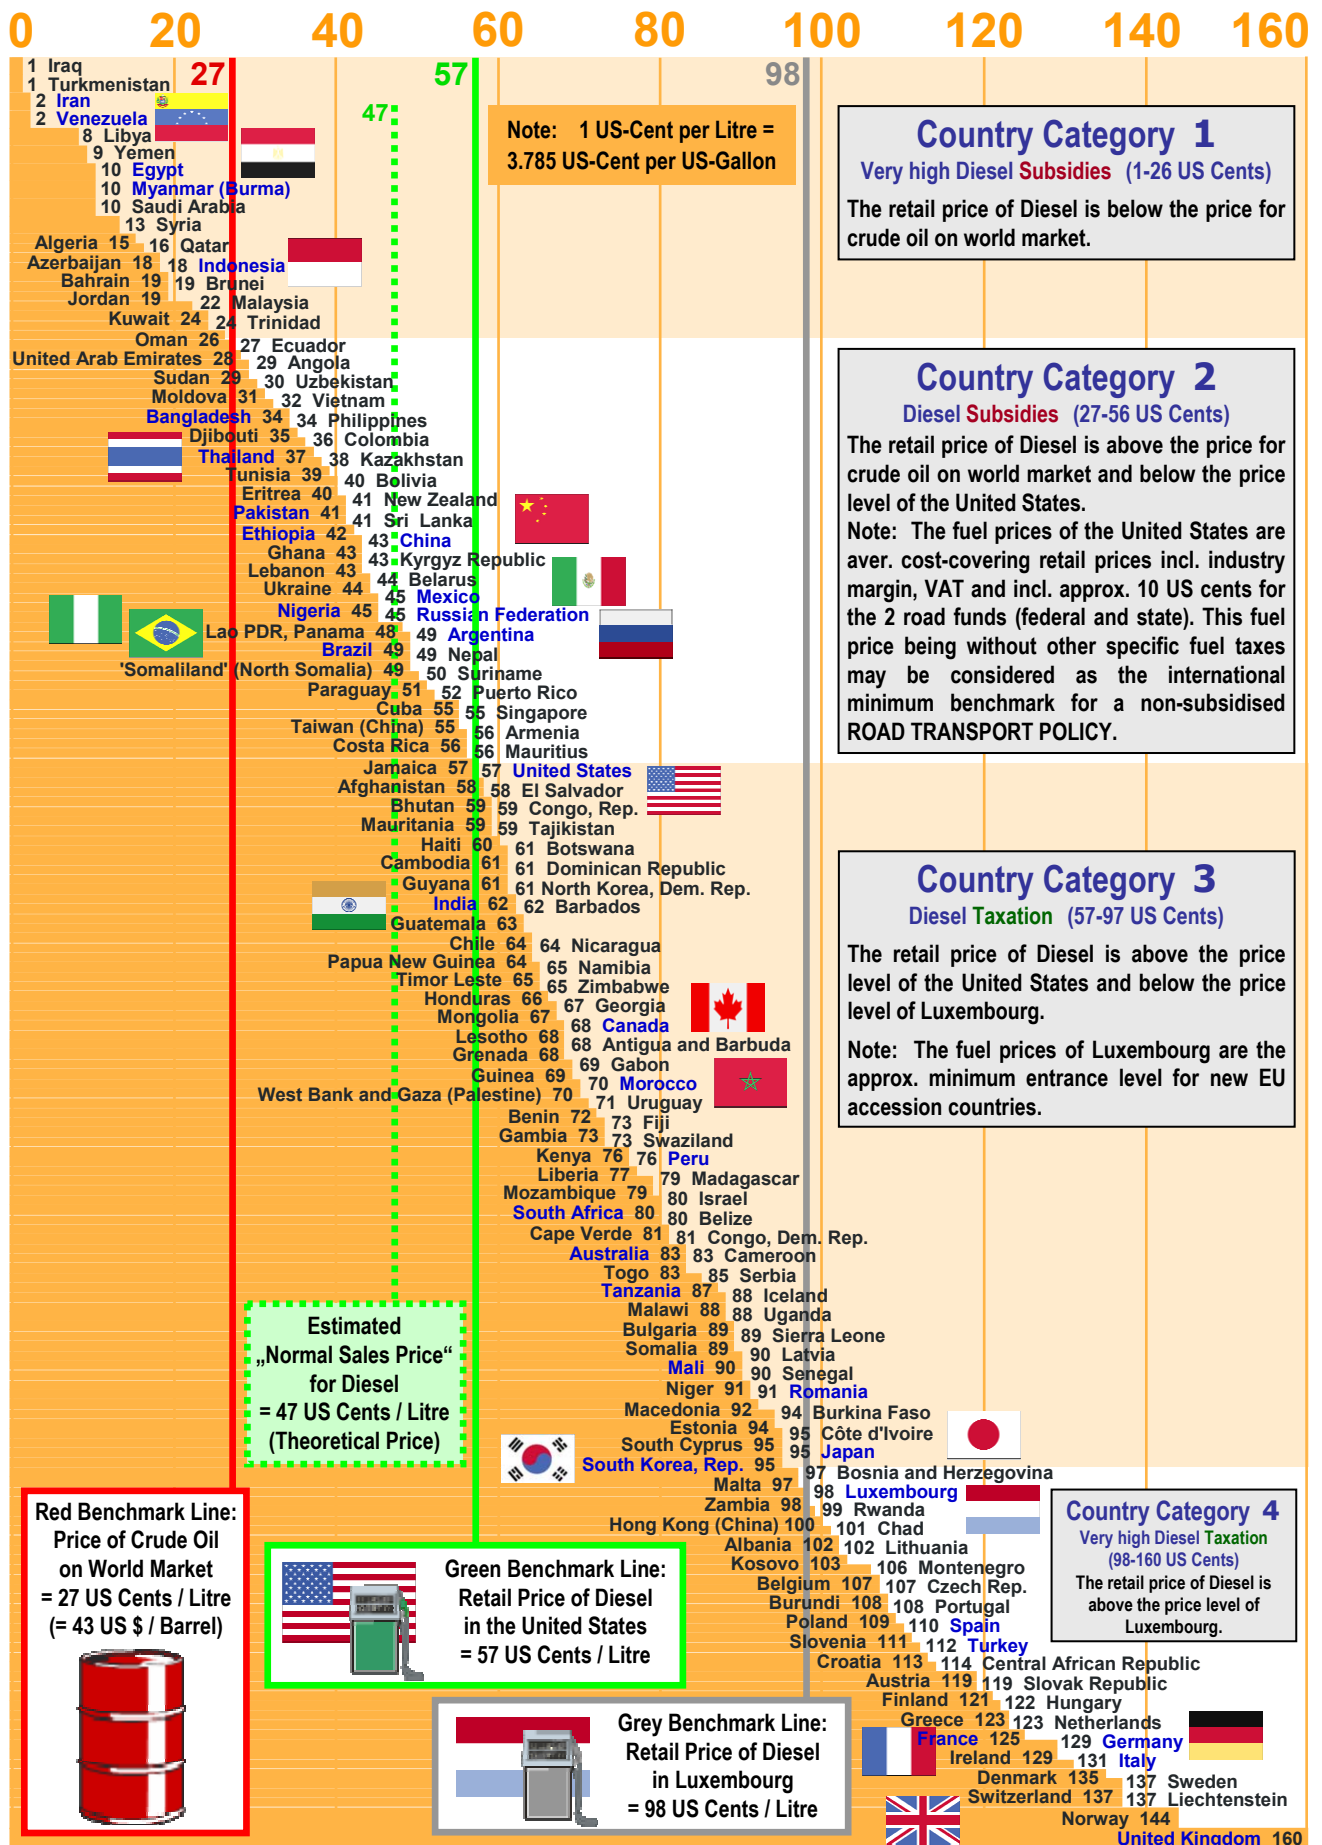 0 20 40 60 80 100 120 140 160
27
57
98
47
1 Iraq
1 Turkmenistan
2 Iran
2 Venezuela
8 Libya
9 Yemen
10 Egypt
10 Myanmar (Burma)
10 Saudi Arabia
13 Syria
Algeria 15
16 Qatar
Azerbaijan 18
18 Indonesia
Bahrain 19
19 Brunei
Jordan 19
22 Malaysia
Kuwait 24
24 Trinidad
Oman 26
27 Ecuador
United Arab Emirates 28
29 Angola
Sudan 29
30 Uzbekistan
Moldova 31
32 Vietnam
Bangladesh 34
34 Philippines
Djibouti 35
36 Colombia
Thailand 37
38 Kazakhstan
Tunisia 39
40 Bolivia
Eritrea 40
41 New Zealand
Pakistan 41
41 Sri Lanka
Ethiopia 42
43 China
Ghana 43
43 Kyrgyz Republic
Lebanon 43
44 Belarus
Ukraine 44
45 Mexico
Nigeria 45
45 Russian Federation
Lao PDR, Panama 48
49 Argentina
Brazil 49
49 Nepal
'Somaliland' (North Somalia) 49
50 Suriname
Paraguay 51
52 Puerto Rico
Cuba 55
55 Singapore
Taiwan (China) 55
56 Armenia
Costa Rica 56
56 Mauritius
Jamaica 57
57 United States
Afghanistan 58
58 El Salvador
Bhutan 59
59 Congo, Rep.
Mauritania 59
59 Tajikistan
Haiti 60
61 Botswana
Cambodia 61
61 Dominican Republic
Guyana 61
61 North Korea, Dem. Rep.
India 62
62 Barbados
Guatemala 63
Chile 64
64 Nicaragua
Papua New Guinea 64
65 Namibia
Timor Leste 65
65 Zimbabwe
Honduras 66
67 Georgia
Mongolia 67
68 Canada
Lesotho 68
68 Antigua and Barbuda
Grenada 68
69 Gabon
Guinea 69
70 Morocco
West Bank and Gaza (Palestine) 70
71 Uruguay
Benin 72
73 Fiji
Gambia 73
73 Swaziland
Kenya 76
76 Peru
Liberia 77
79 Madagascar
Mozambique 79
80 Israel
South Africa 80
80 Belize
Cape Verde 81
81 Congo, Dem. Rep.
Australia 83
83 Cameroon
Togo 83
85 Serbia
Tanzania 87
88 Iceland
Malawi 88
88 Uganda
Bulgaria 89
89 Sierra Leone
Somalia 89
90 Latvia
Mali 90
90 Senegal
Niger 91
91 Romania
Macedonia 92
94 Burkina Faso
Estonia 94
95 Côte d'Ivoire
South Cyprus 95
95 Japan
South Korea, Rep. 95
97 Bosnia and Herzegovina
Malta 97
98 Luxembourg
Zambia 98
99 Rwanda
Hong Kong (China) 100
101 Chad
Albania 102
102 Lithuania
Kosovo 103
106 Montenegro
Belgium 107
107 Czech Rep.
Burundi 108
108 Portugal
Poland 109
110 Spain
Slovenia 111
112 Turkey
Croatia 113
114 Central African Republic
Austria 119
119 Slovak Republic
Finland 121
122 Hungary
Greece 123
123 Netherlands
France 125
129 Germany
Ireland 129
131 Italy
Denmark 135
137 Sweden
Switzerland 137
137 Liechtenstein
Norway 144
United Kingdom 160
Note: 1 US-Cent per Litre =
3.785 US-Cent per US-Gallon
Country Category 1
Very high Diesel Subsidies (1-26 US Cents)
The retail price of Diesel is below the price for
crude oil on world market.
Country Category 2
Diesel Subsidies (27-56 US Cents)
The retail price of Diesel is above the price for
crude oil on world market and below the price
level of the United States.
Note: The fuel prices of the United States are
aver. cost-covering retail prices incl. industry
margin, VAT and incl. approx. 10 US cents for
the 2 road funds (federal and state). This fuel
price being without other specific fuel taxes
may be considered as the international
minimum benchmark for a non-subsidised
ROAD TRANSPORT POLICY.
Country Category 3
Diesel Taxation (57-97 US Cents)
The retail price of Diesel is above the price
level of the United States and below the price
level of Luxembourg.
Note: The fuel prices of Luxembourg are the
approx. minimum entrance level for new EU
accession countries.
Country Category 4
Very high Diesel Taxation
(98-160 US Cents)
The retail price of Diesel is
above the price level of
Luxembourg.
Estimated
„Normal Sales Price“
for Diesel
= 47 US Cents / Litre
(Theoretical Price)
Red Benchmark Line:
Price of Crude Oil
on World Market
= 27 US Cents / Litre
(= 43 US $ / Barrel)
Green Benchmark Line:
Retail Price of Diesel
in the United States
= 57 US Cents / Litre
Grey Benchmark Line:
Retail Price of Diesel
in Luxembourg
= 98 US Cents / Litre